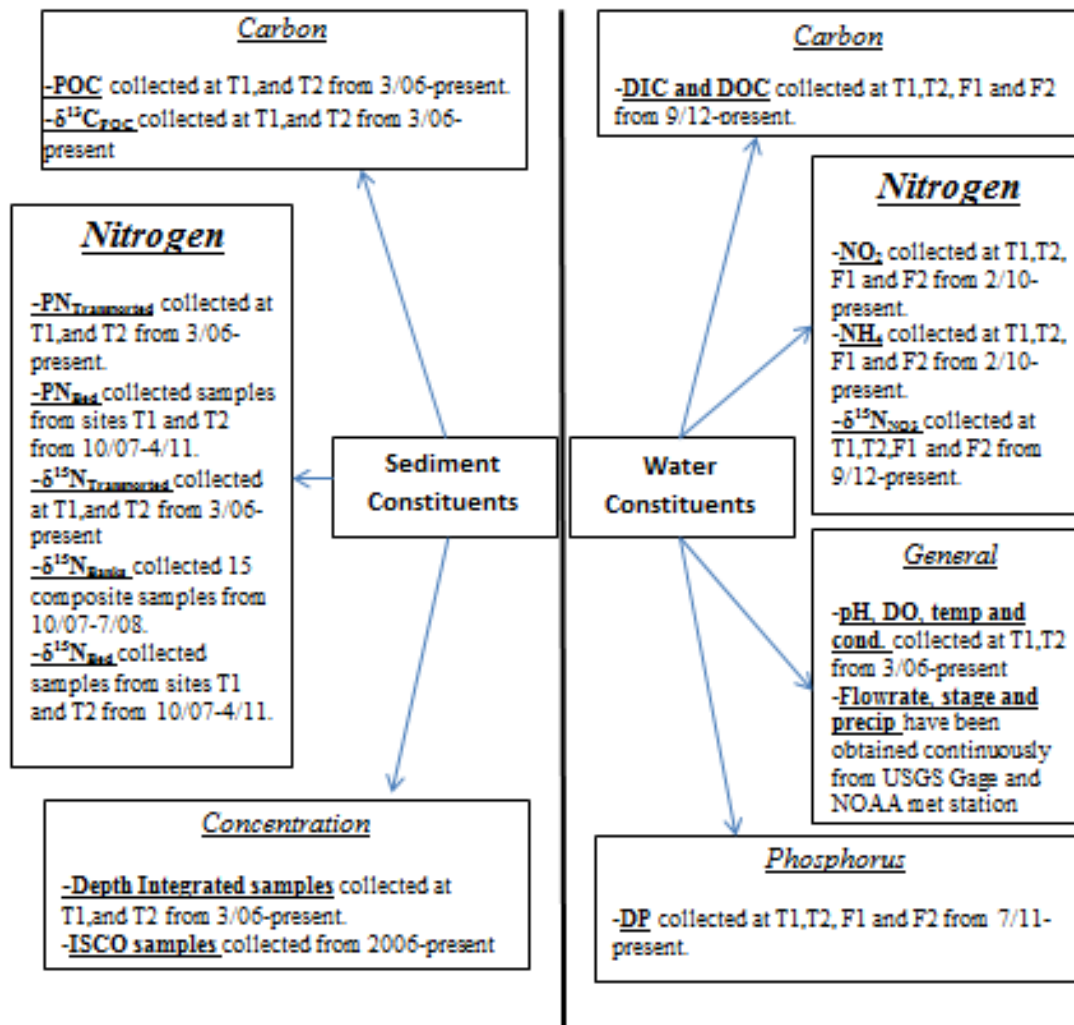 Carbon
-POC collected at T1,and T2 from 3/06-present.
-δ¹³C_POC collected at T1,and T2 from 3/06-
present
Nitrogen
-PN_Transported collected at
T1,and T2 from 3/06-
present.
-PN_Bed collected samples
from sites T1 and T2
from 10/07-4/11.
-δ¹⁵N_Transported collected
at T1,and T2 from 3/06-
present
-δ¹⁵N_Banks collected 15
composite samples from
10/07-7/08.
-δ¹⁵N_Bed collected
samples from sites T1
and T2 from 10/07-4/11.
Sediment
Constituents
Concentration
-Depth Integrated samples collected at
T1,and T2 from 3/06-present.
-ISCO samples collected from 2006-present
Carbon
-DIC and DOC collected at T1,T2, F1 and F2
from 9/12-present.
Nitrogen
-NO₃ collected at T1,T2,
F1 and F2 from 2/10-
present.
-NH₄ collected at T1,T2,
F1 and F2 from 2/10-
present.
-δ¹⁵N_NO3 collected at
T1,T2,F1 and F2 from
9/12-present.
Water
Constituents
General
-pH, DO, temp and
cond. collected at T1,T2
from 3/06-present
-Flowrate, stage and
precip have been
obtained continuously
from USGS Gage and
NOAA met station
Phosphorus
-DP collected at T1,T2, F1 and F2 from 7/11-
present.